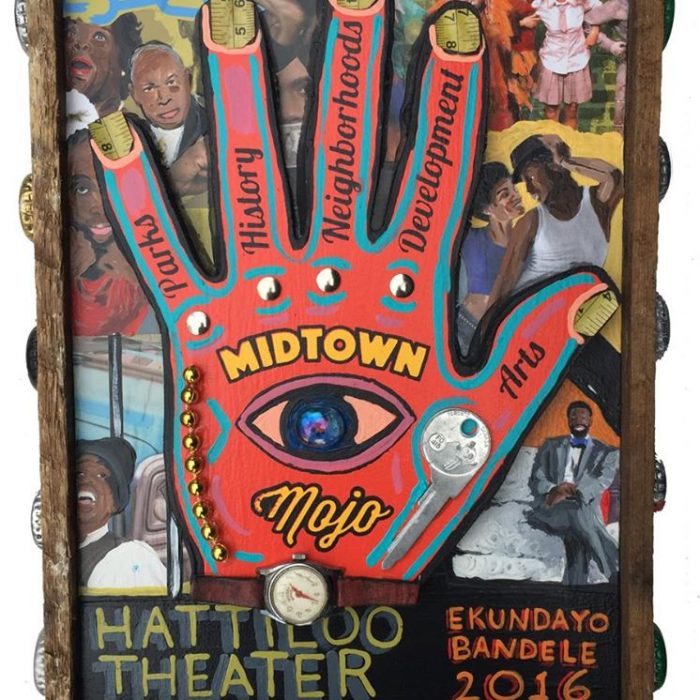 Parks
History
Neighborhoods
Development
Arts
MIDTOWN
Mojo
HATTILOO
THEATER
EKUNDAYO
BANDELE
2016